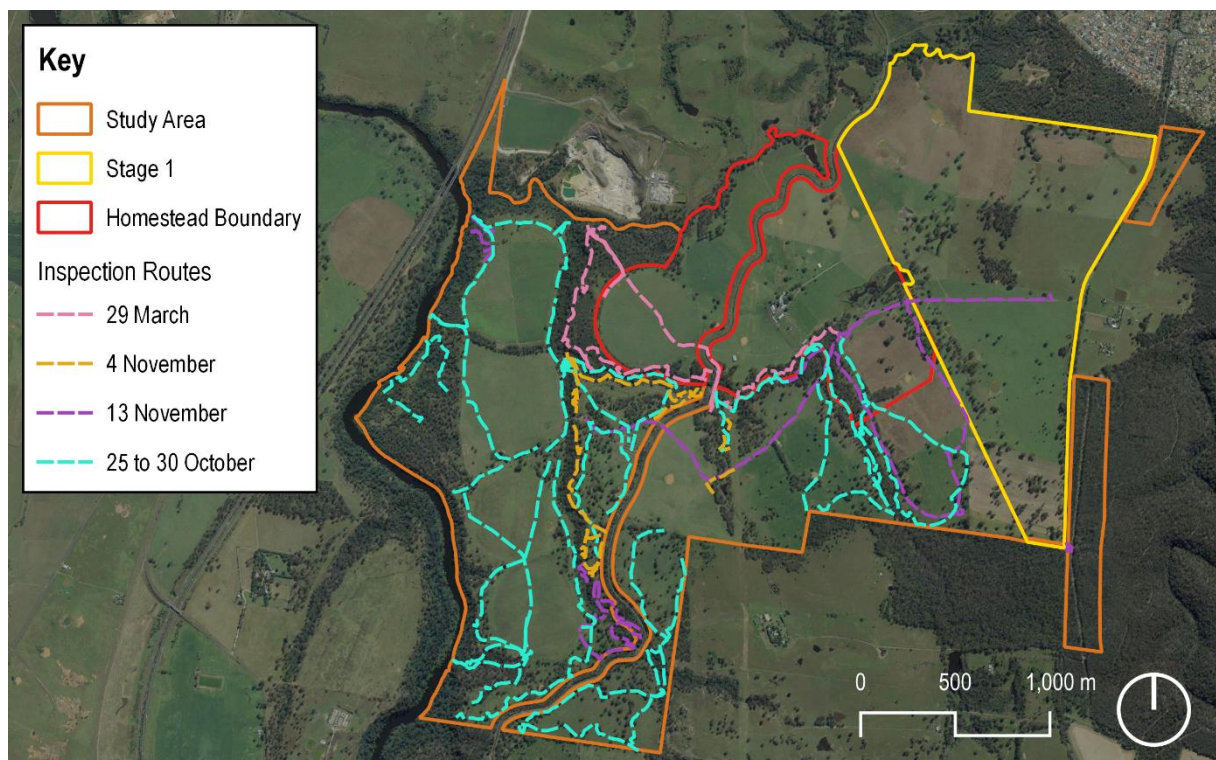 Key
Study Area
Stage 1
Homestead Boundary
Inspection Routes
29 March
4 November
13 November
25 to 30 October
0 500 1,000 m